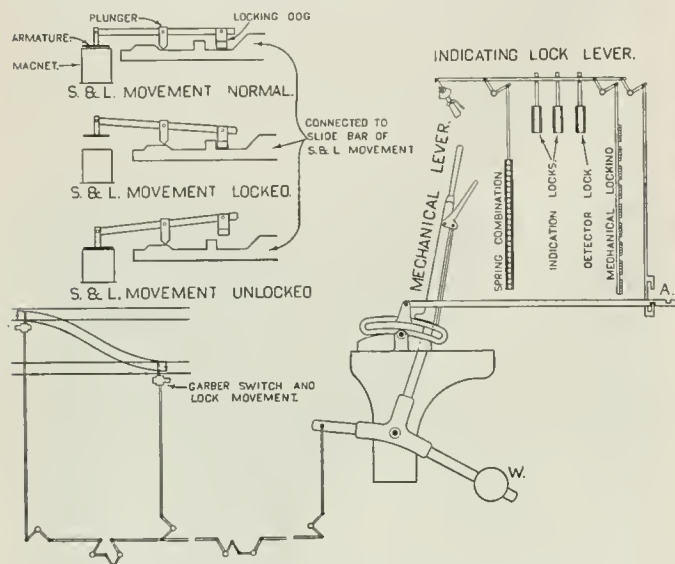 PLUNGER
LOCKING DOG
ARMATURE.
MAGNET.
S. & L. MOVEMENT NORMAL.
CONNECTED TO
SLIDE BAR OF
S.&L MOVEMENT
S. & L. MOVEMENT LOCKED.
S. & L. MOVEMENT UNLOCKED
INDICATING LOCK LEVER.
MECHANICAL LEVER.
SPRING COMBINATION
INDICATION LOCKS.
DETECTOR LOCK
MECHANICAL LOCKING
A.
GARBER SWITCH AND
LOCK MOVEMENT.
W.